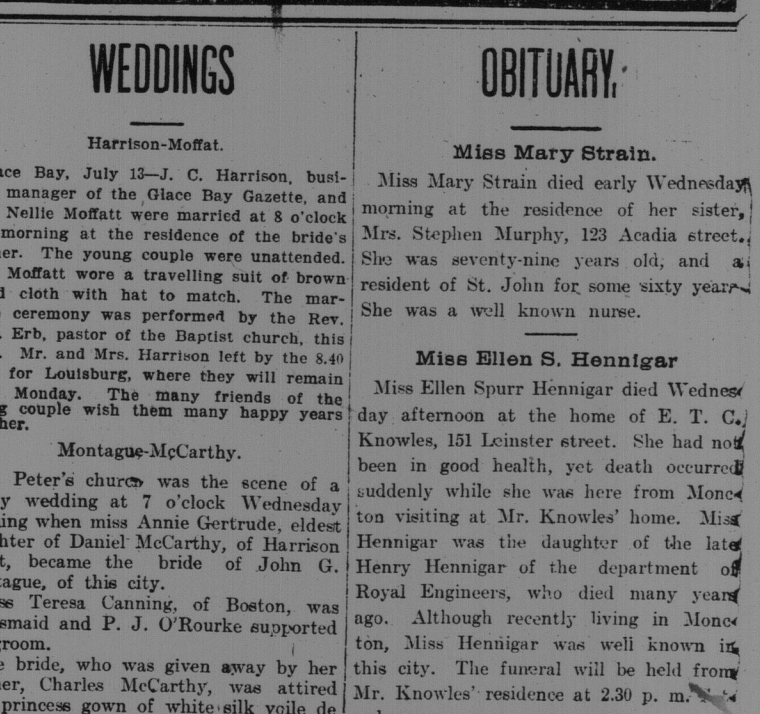 WEDDINGS
Harrison-Moffat.
ace Bay, July 13—J. C. Harrison, busi-
manager of the Glace Bay Gazette, and
Nellie Moffatt were married at 8 o'clock
morning at the residence of the bride's
er. The young couple were unattended.
Moffatt wore a travelling suit of brown
d cloth with hat to match. The mar-
ceremony was performed by the Rev.
. Erb, pastor of the Baptist church, this
. Mr. and Mrs. Harrison left by the 8.40
for Louisburg, where they will remain
Monday. The many friends of the
g couple wish them many happy years
her.
Montague-McCarthy.
Peter's church was the scene of a
y wedding at 7 o'clock Wednesday
ing when miss Annie Gertrude, eldest
hter of Daniel McCarthy, of Harrison
t, became the bride of John G.
tague, of this city.
ss Teresa Canning, of Boston, was
smaid and P. J. O'Rourke supported
groom.
e bride, who was given away by her
er, Charles McCarthy, was attired
princess gown of white silk voile de
OBITUARY.
Miss Mary Strain.
Miss Mary Strain died early Wednesday
morning at the residence of her sister,
Mrs. Stephen Murphy, 123 Acadia street.
She was seventy-nine years old, and a
resident of St. John for some sixty years
She was a well known nurse.
Miss Ellen S. Hennigar
Miss Ellen Spurr Hennigar died Wednes-
day afternoon at the home of E. T. C.
Knowles, 151 Leinster street. She had not
been in good health, yet death occurred
suddenly while she was here from Monc-
ton visiting at Mr. Knowles' home. Miss
Hennigar was the daughter of the late
Henry Hennigar of the department of
Royal Engineers, who died many years
ago. Although recently living in Monc-
ton, Miss Hennigar was well known in
this city. The funeral will be held from
Mr. Knowles' residence at 2.30 p. m.